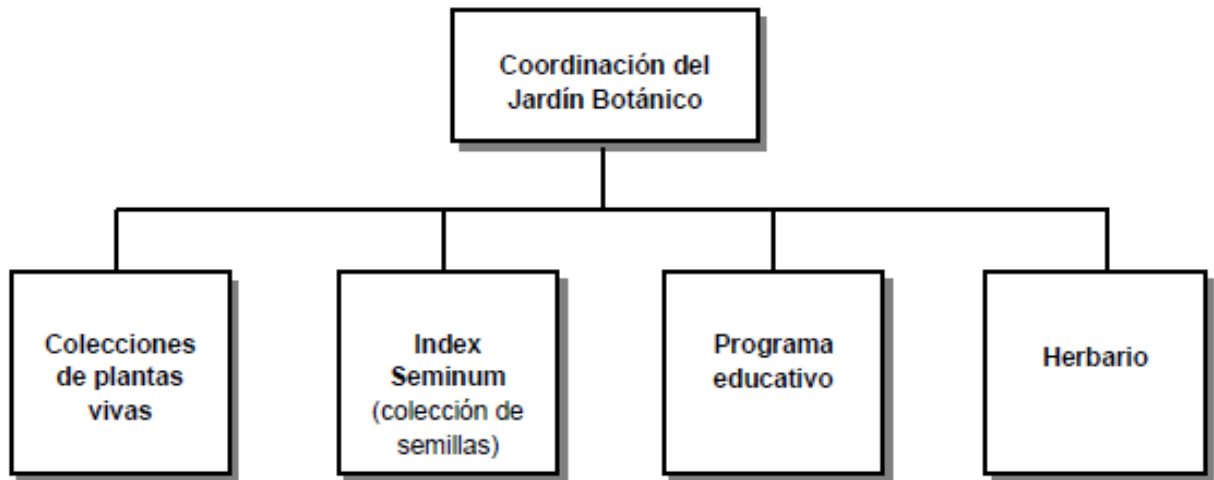 Coordinación del
Jardín Botánico
Colecciones
de plantas
vivas
Index
Seminum
(colección de
semillas)
Programa
educativo
Herbario